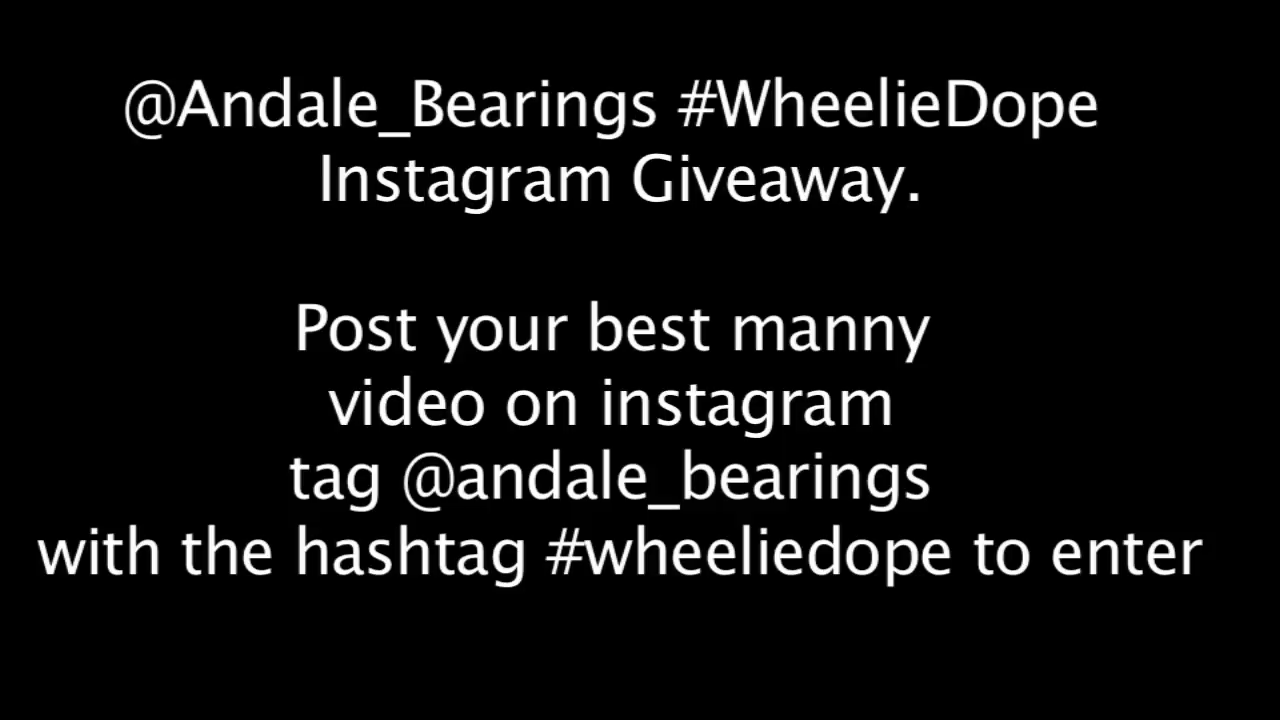 @Andale_Bearings #WheelieDope
Instagram Giveaway.
Post your best manny
video on instagram
tag @andale_bearings
with the hashtag #wheeliedope to enter